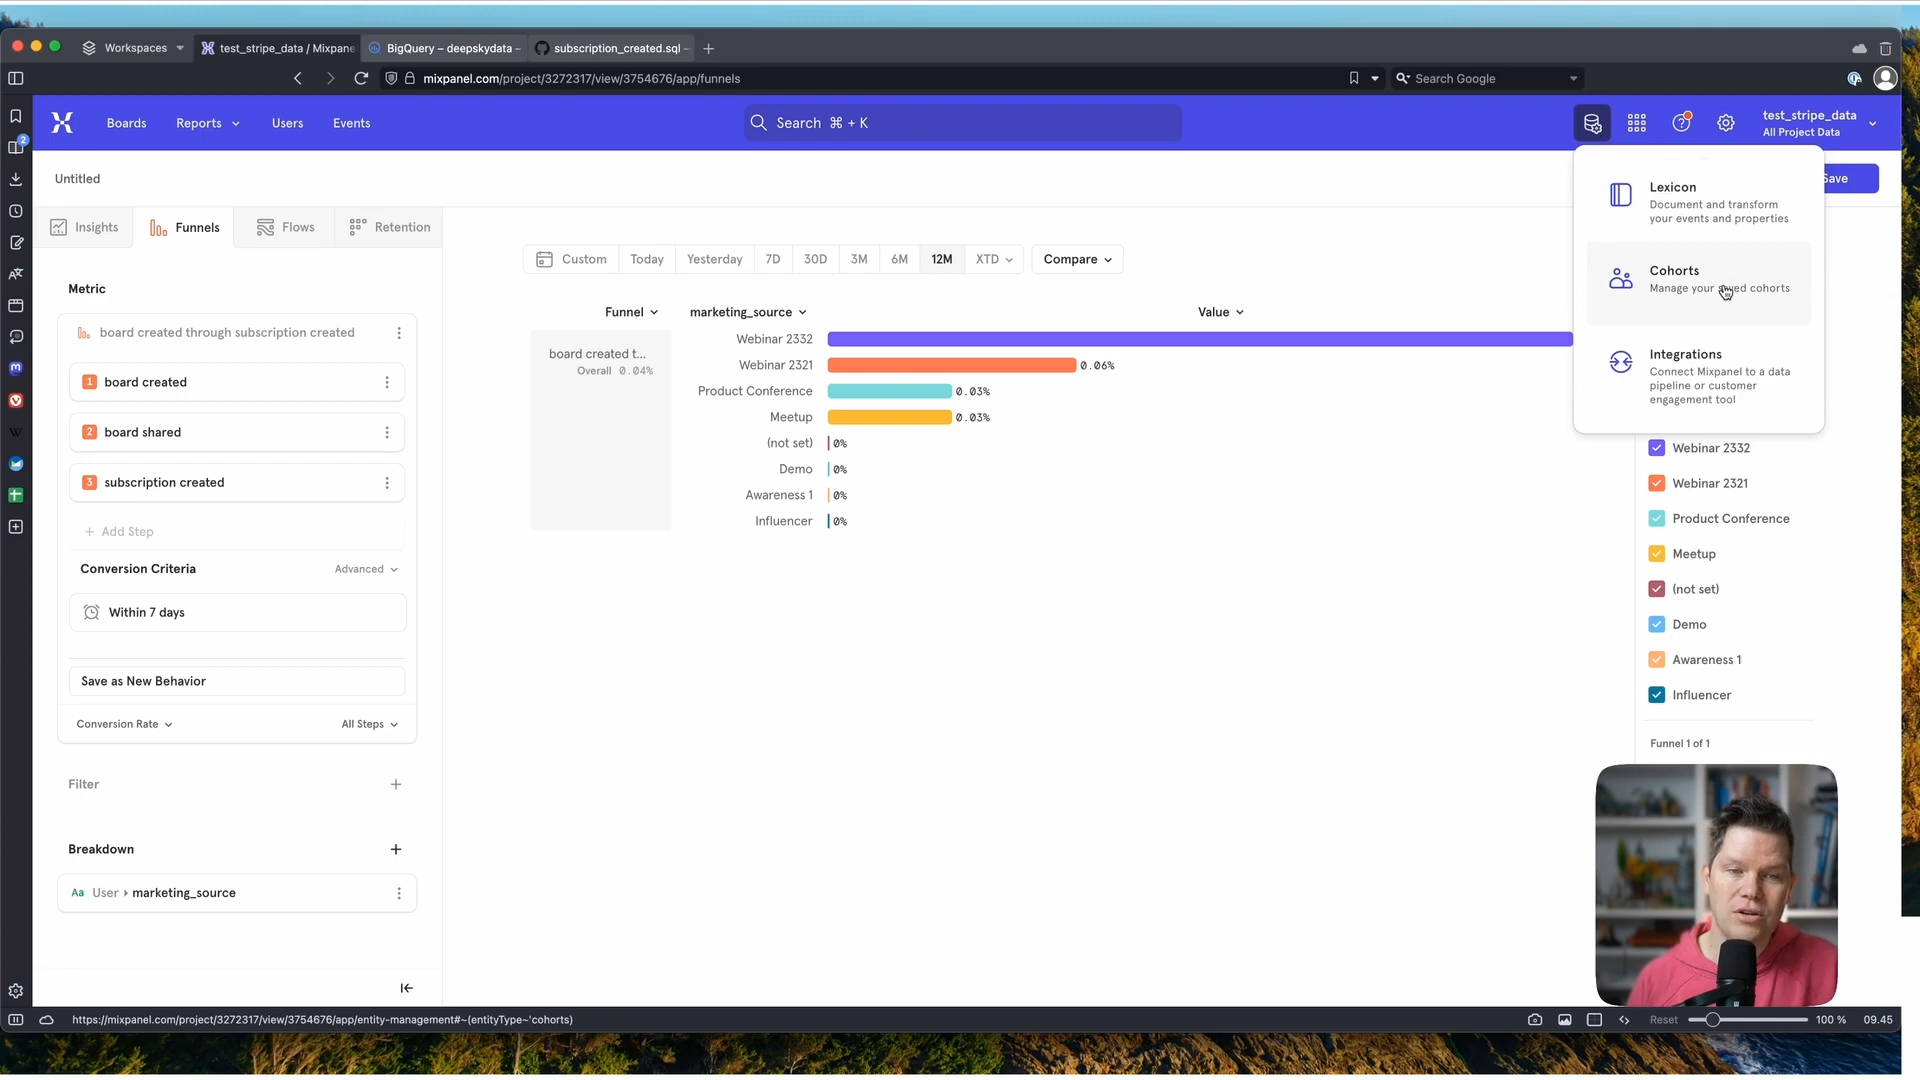 Workspaces
test_stripe_data / Mixpane
BigQuery – deepskydata -
subscription_created.sql -
mixpanel.com/project/3272317/view/3754676/app/funnels
Search Google
2
Boards
Reports
Users
Events
Search ⌘ + K
test_stripe_data
All Project Data
Untitled
Save
Insights
Funnels
Flows
Retention
Metric
board created through subscription created
1 board created
2 board shared
3 subscription created
+ Add Step
Conversion Criteria
Advanced
Within 7 days
Save as New Behavior
Conversion Rate
All Steps
Filter
Breakdown
Aa User marketing_source
Custom
Today
Yesterday
7D
30D
3M
6M
12M
XTD
Compare
Funnel
marketing_source
Value
board created t...
Overall 0.04%
Webinar 2332
Webinar 2321 0.06%
Product Conference 0.03%
Meetup 0.03%
(not set) 0%
Demo 0%
Awareness 1 0%
Influencer 0%
Lexicon
Document and transform
your events and properties
Cohorts
Manage your saved cohorts
Integrations
Connect Mixpanel to a data
pipeline or customer
engagement tool
Webinar 2332
Webinar 2321
Product Conference
Meetup
(not set)
Demo
Awareness 1
Influencer
Funnel 1 of 1
https://mixpanel.com/project/3272317/view/3754676/app/entity-management#~(entityType~'cohorts)
Reset
100 %
09.45